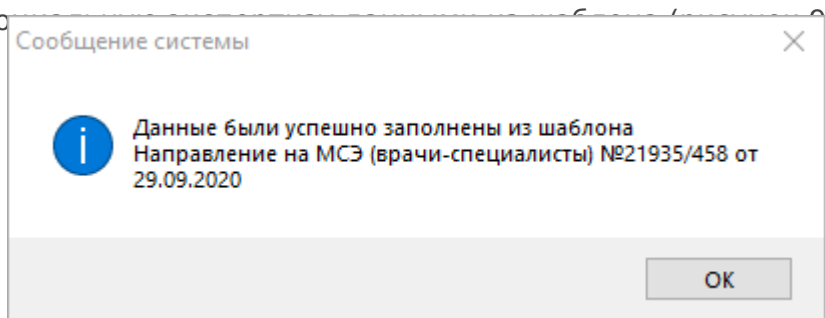 Сообщение системы
Данные были успешно заполнены из шаблона
Направление на МСЭ (врачи-специалисты) №21935/458 от
29.09.2020
ОК